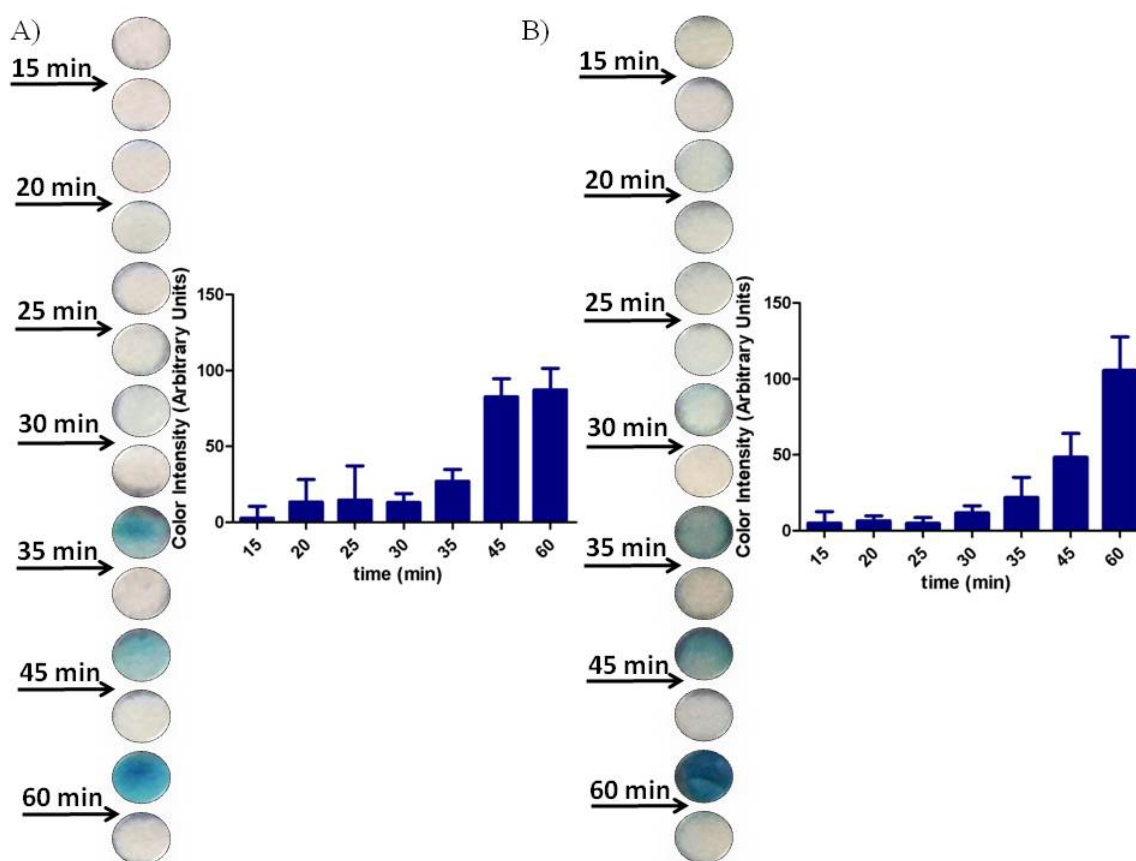 A)
15 min
20 min
25 min
30 min
35 min
45 min
60 min
Color Intensity (Arbitrary Units)
150
100
50
0
15 20 25 30 35 45 60
time (min)
B)
15 min
20 min
25 min
30 min
35 min
45 min
60 min
Color Intensity (Arbitrary Units)
150
100
50
0
15 20 25 30 35 45 60
time (min)